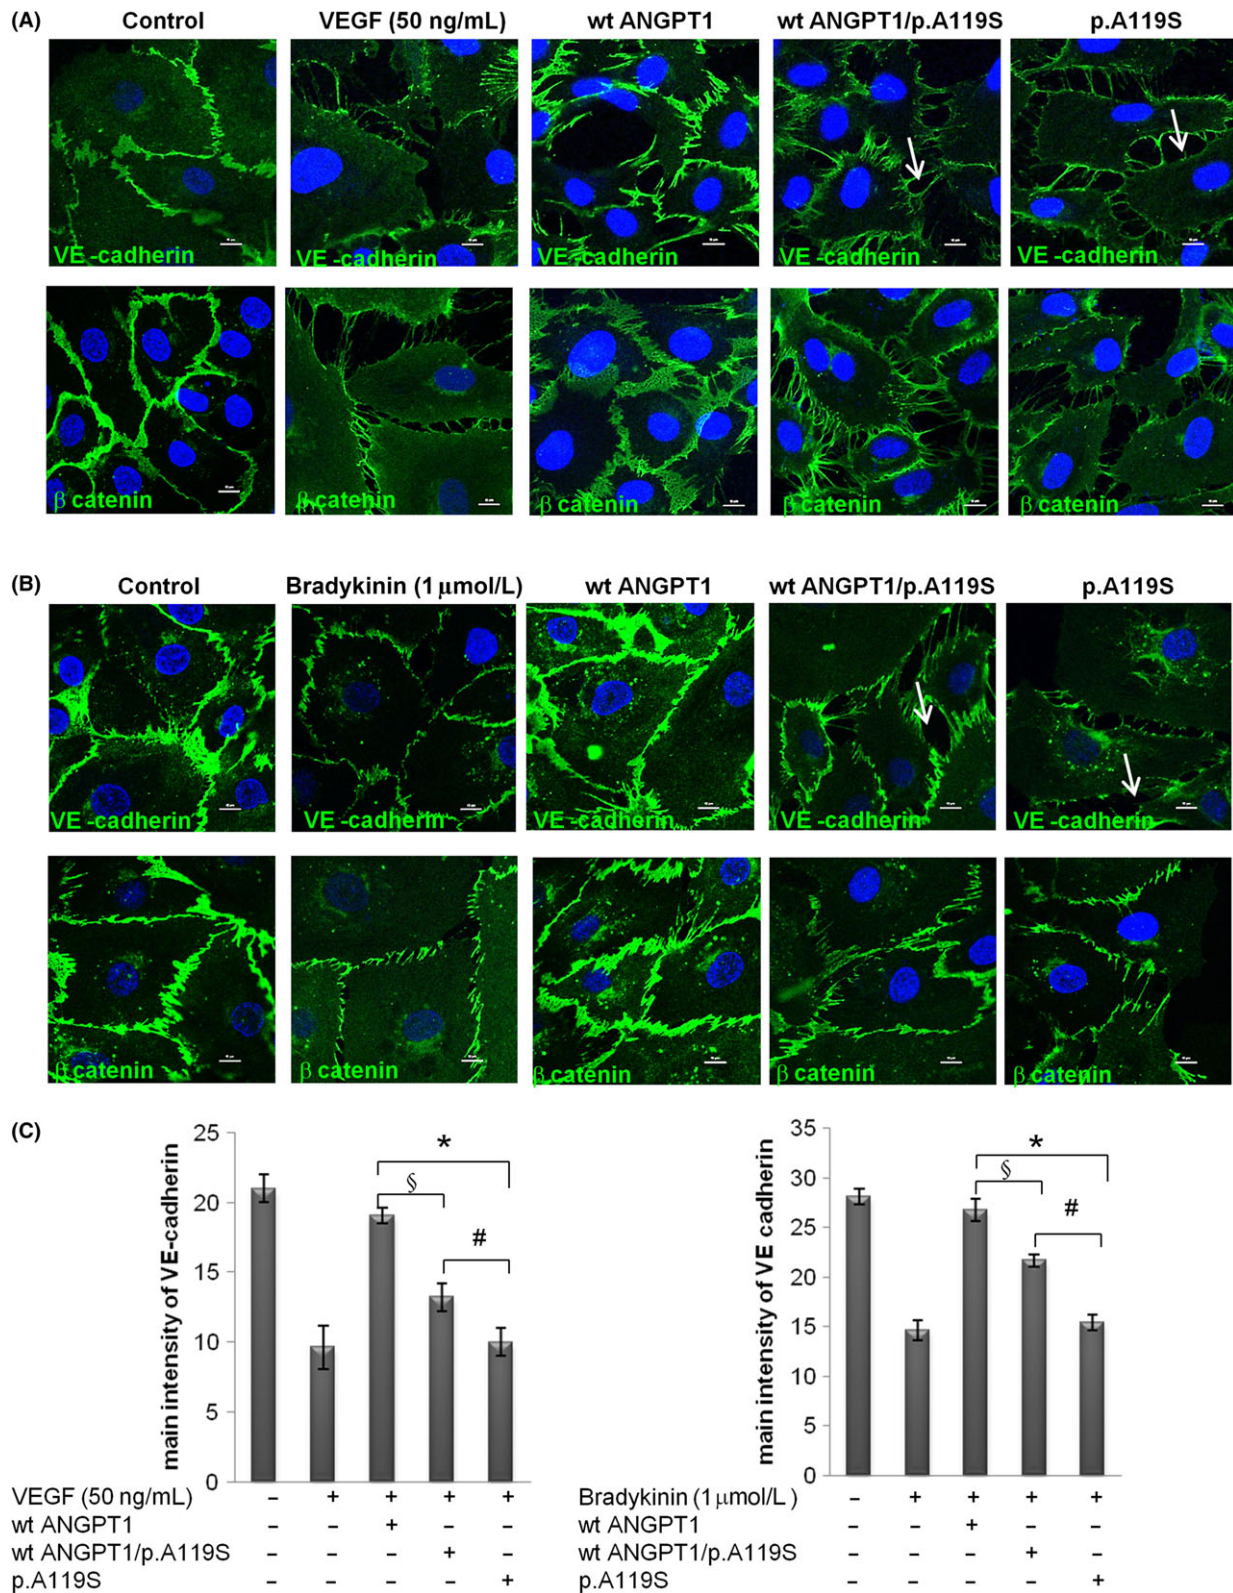 (A)
Control VEGF (50 ng/mL) wt ANGPT1 wt ANGPT1/p.A119S p.A119S
VE -cadherin VE -cadherin VE -cadherin VE -cadherin VE -cadherin
β catenin β catenin β catenin β catenin β catenin
(B)
Control Bradykinin (1 μmol/L) wt ANGPT1 wt ANGPT1/p.A119S p.A119S
VE -cadherin VE -cadherin VE -cadherin VE -cadherin VE -cadherin
β catenin β catenin β catenin β catenin β catenin
(C)
main intensity of VE-cadherin
25
20
15
10
5
0
*
§
#
VEGF (50 ng/mL) – + + + +
wt ANGPT1 – – + – –
wt ANGPT1/p.A119S – – – + –
p.A119S – – – – +
main intensity of VE cadherin
35
30
25
20
15
10
5
0
*
§
#
Bradykinin (1 μmol/L) – + + + +
wt ANGPT1 – – + – –
wt ANGPT1/p.A119S – – – + –
p.A119S – – – – +